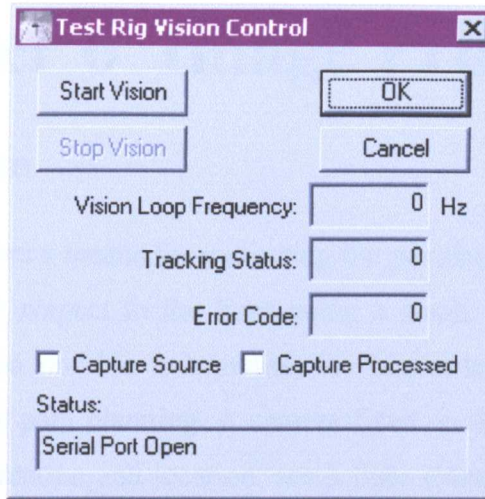 Test Rig Vision Control
Start Vision
OK
Stop Vision
Cancel
Vision Loop Frequency: 0 Hz
Tracking Status: 0
Error Code: 0
Capture Source Capture Processed
Status:
Serial Port Open